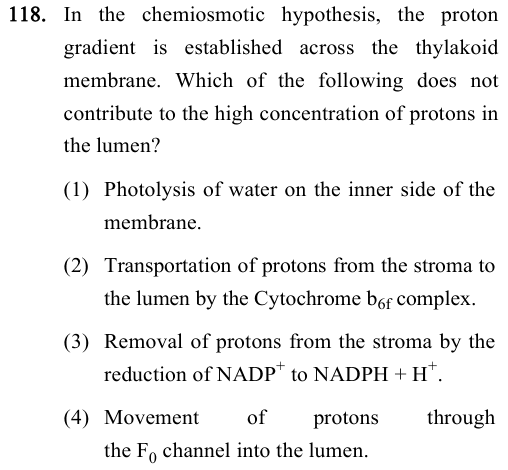 118. In the chemiosmotic hypothesis, the proton
gradient is established across the thylakoid
membrane. Which of the following does not
contribute to the high concentration of protons in
the lumen?
(1) Photolysis of water on the inner side of the
membrane.
(2) Transportation of protons from the stroma to
the lumen by the Cytochrome b₆f complex.
(3) Removal of protons from the stroma by the
reduction of NADP⁺ to NADPH + H⁺.
(4) Movement of protons through
the F₀ channel into the lumen.